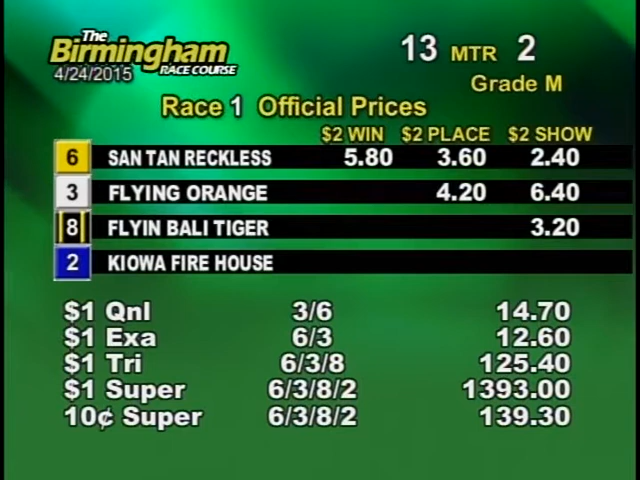 The
Birmingham
RACE COURSE
4/24/2015
13 MTR 2
Grade M
Race 1 Official Prices
$2 WIN $2 PLACE $2 SHOW
6 SAN TAN RECKLESS 5.80 3.60 2.40
3 FLYING ORANGE 4.20 6.40
8 FLYIN BALI TIGER 3.20
2 KIOWA FIRE HOUSE
$1 Qnl 3/6 14.70
$1 Exa 6/3 12.60
$1 Tri 6/3/8 125.40
$1 Super 6/3/8/2 1393.00
10¢ Super 6/3/8/2 139.30